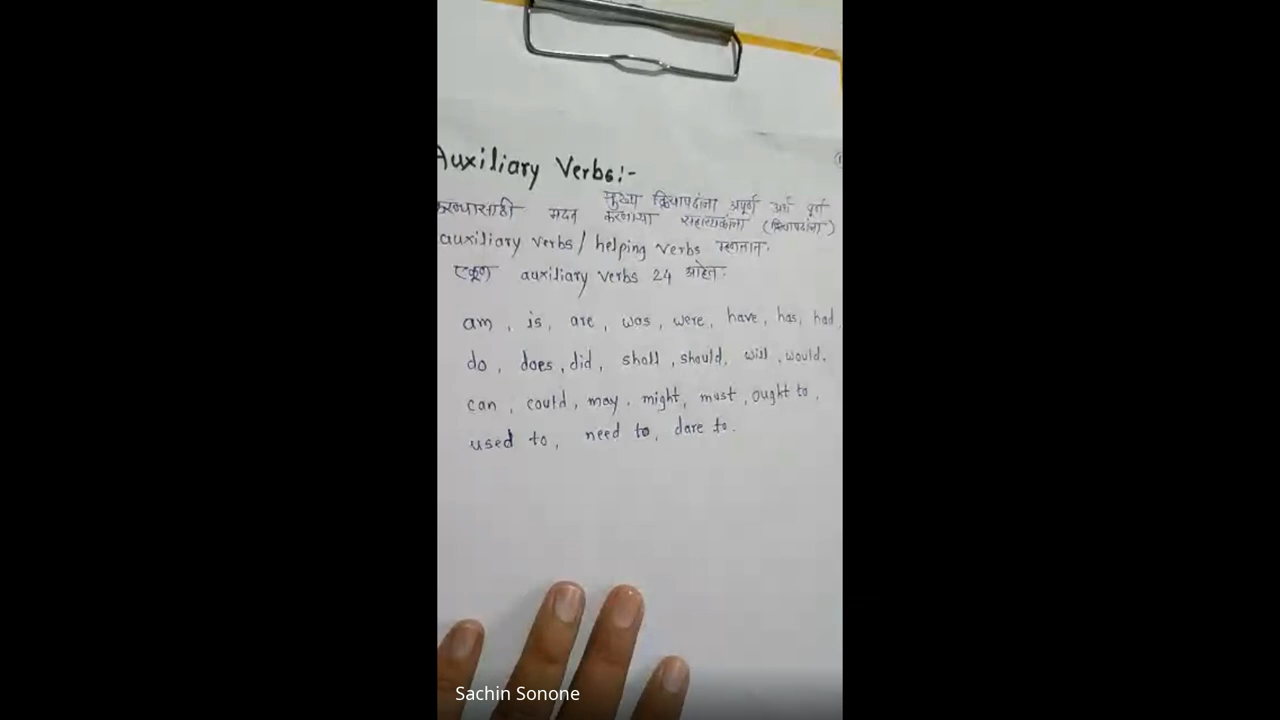 Auxiliary Verbs:-
मुख्य क्रियापदांना अपूर्ण अर्थ पूर्ण
करण्यासाठी मदत करणाऱ्या सहाय्यकांना (क्रियापदांना)
auxiliary verbs/ helping verbs म्हणतात.
एकूण auxiliary verbs 24 आहेत.
am , is, are , was , were, have, has, had,
do , does, did, shall, should, will, would,
can , could, may, might, must, ought to,
used to, need to, dare to.
Sachin Sonone